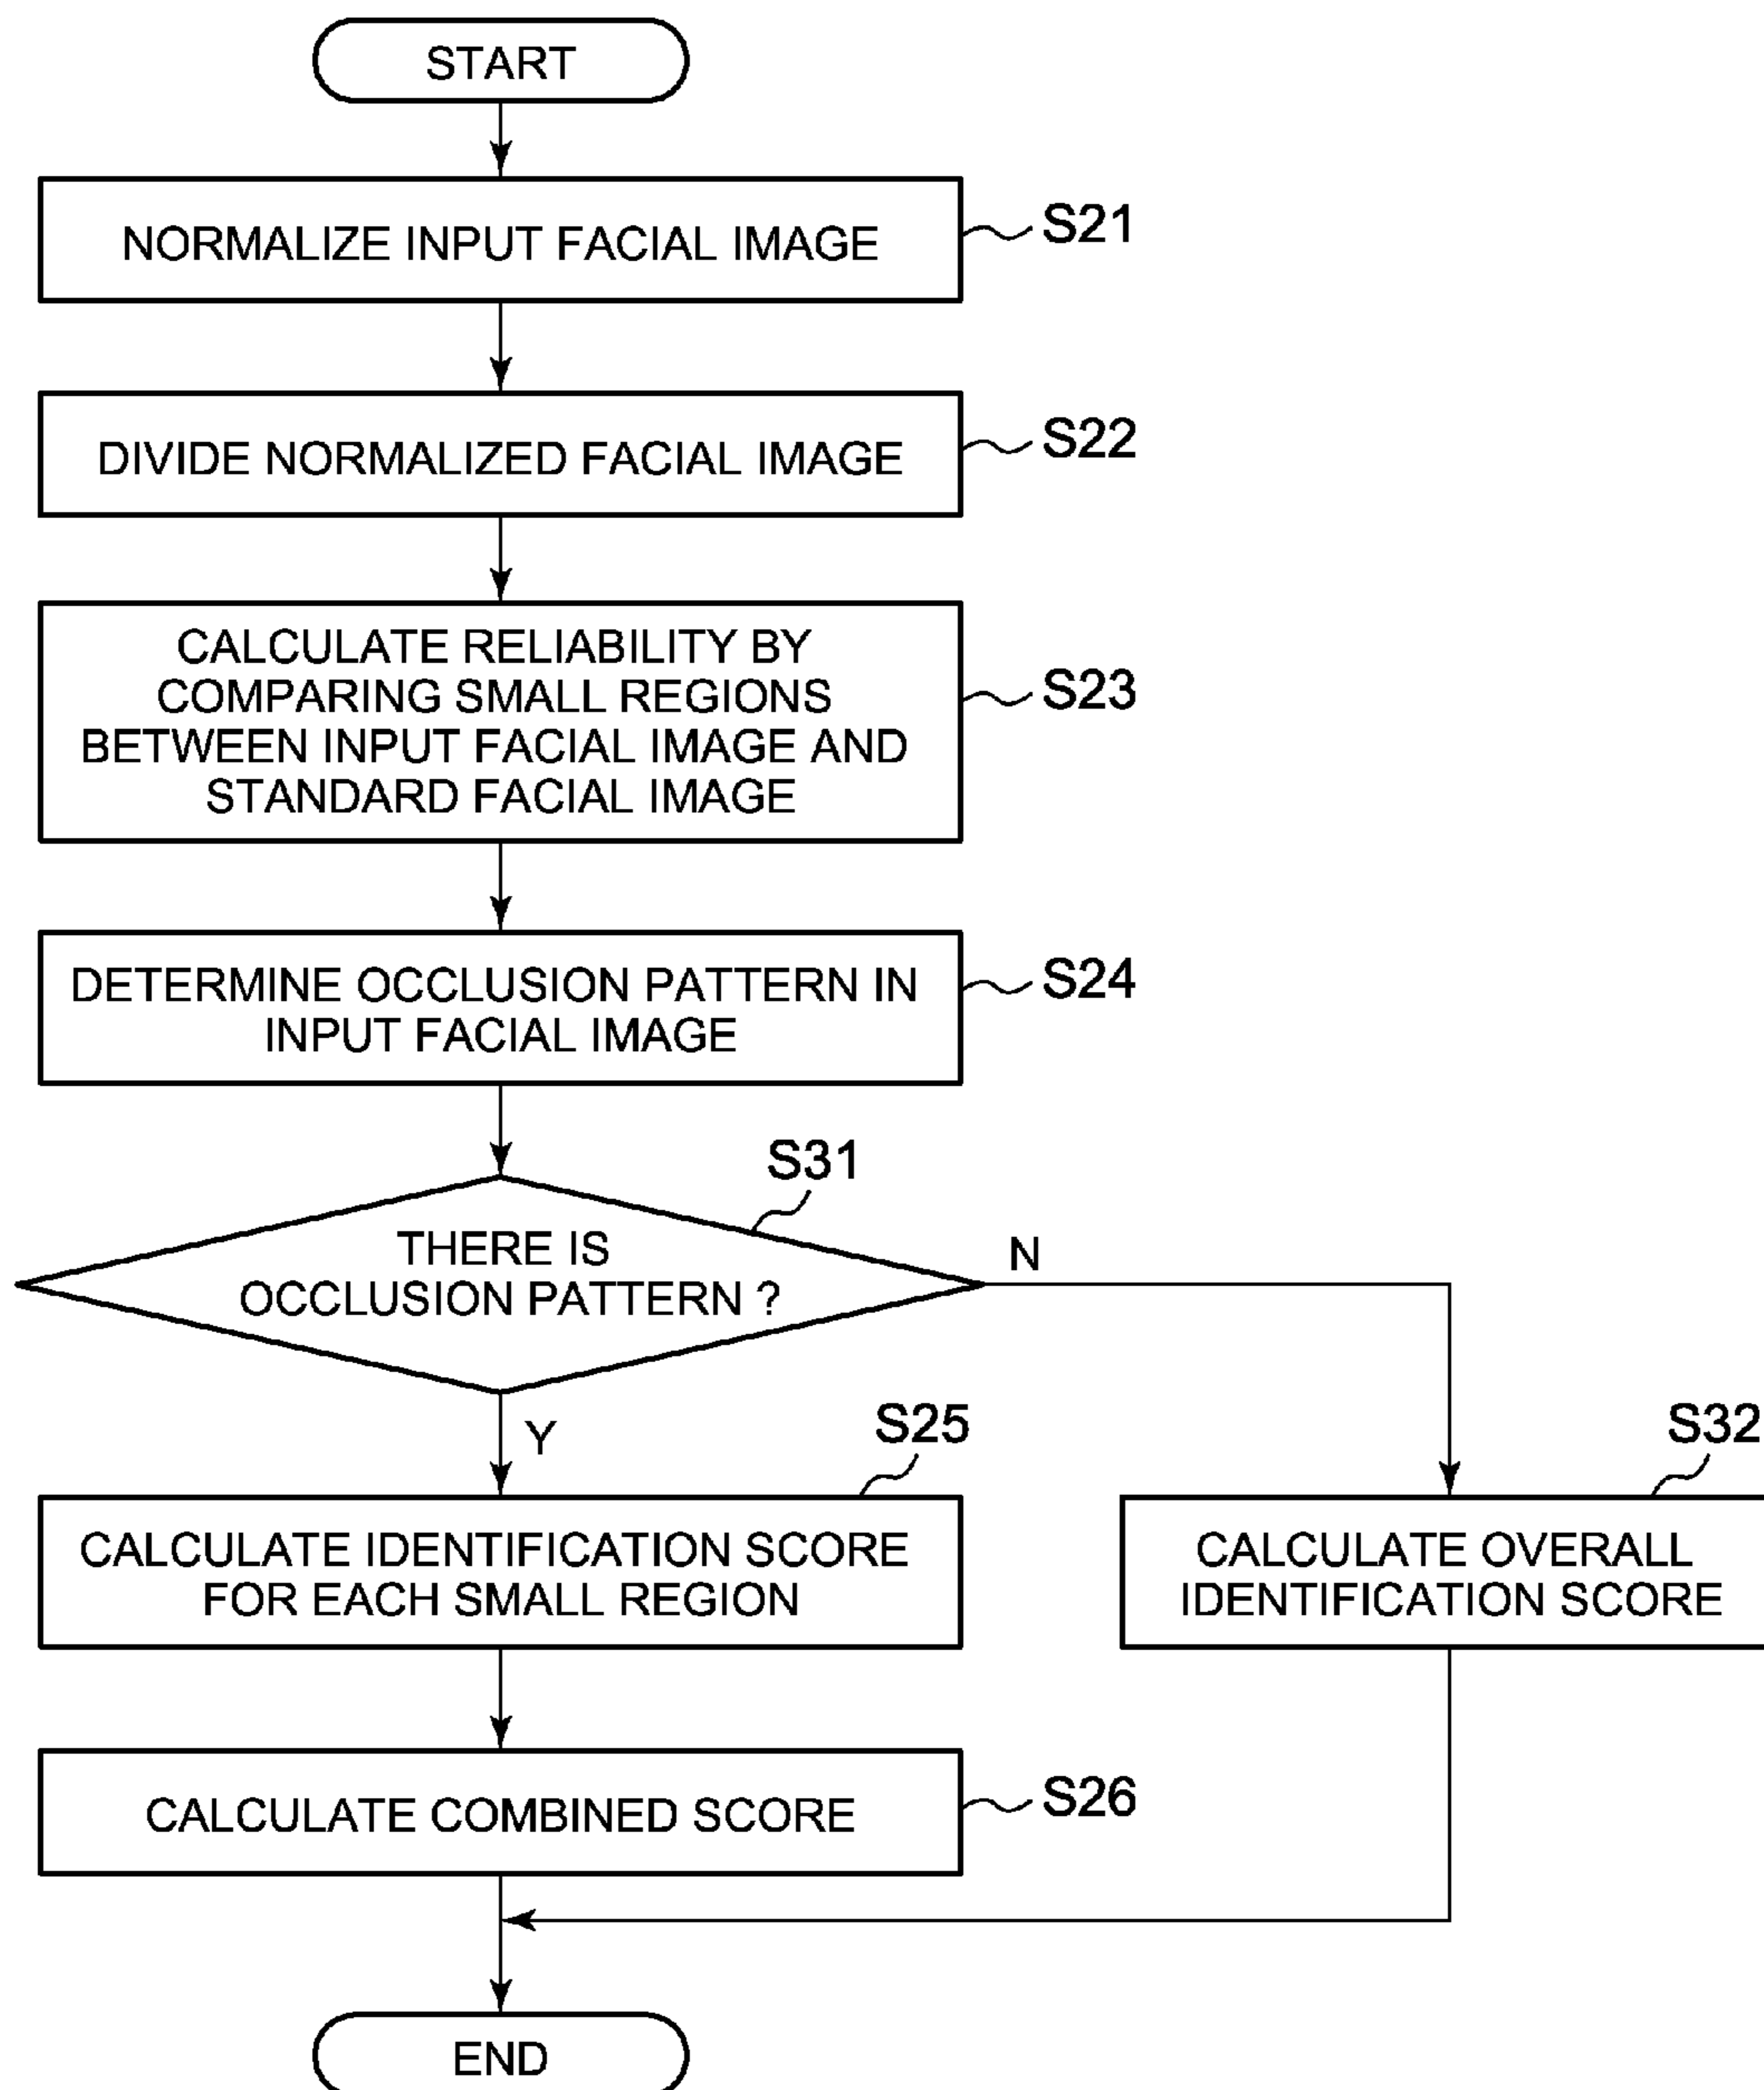 START
NORMALIZE INPUT FACIAL IMAGE
S21
DIVIDE NORMALIZED FACIAL IMAGE
S22
CALCULATE RELIABILITY BY
COMPARING SMALL REGIONS
BETWEEN INPUT FACIAL IMAGE AND
STANDARD FACIAL IMAGE
S23
DETERMINE OCCLUSION PATTERN IN
INPUT FACIAL IMAGE
S24
S31
THERE IS
OCCLUSION PATTERN ?
N
Y
S25
CALCULATE IDENTIFICATION SCORE
FOR EACH SMALL REGION
S32
CALCULATE OVERALL
IDENTIFICATION SCORE
CALCULATE COMBINED SCORE
S26
END